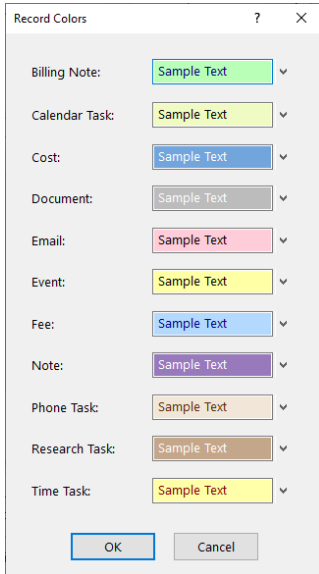 Record Colors ?
Billing Note: Sample Text
Calendar Task: Sample Text
Cost: Sample Text
Document: Sample Text
Email: Sample Text
Event: Sample Text
Fee: Sample Text
Note: Sample Text
Phone Task: Sample Text
Research Task: Sample Text
Time Task: Sample Text
OK Cancel